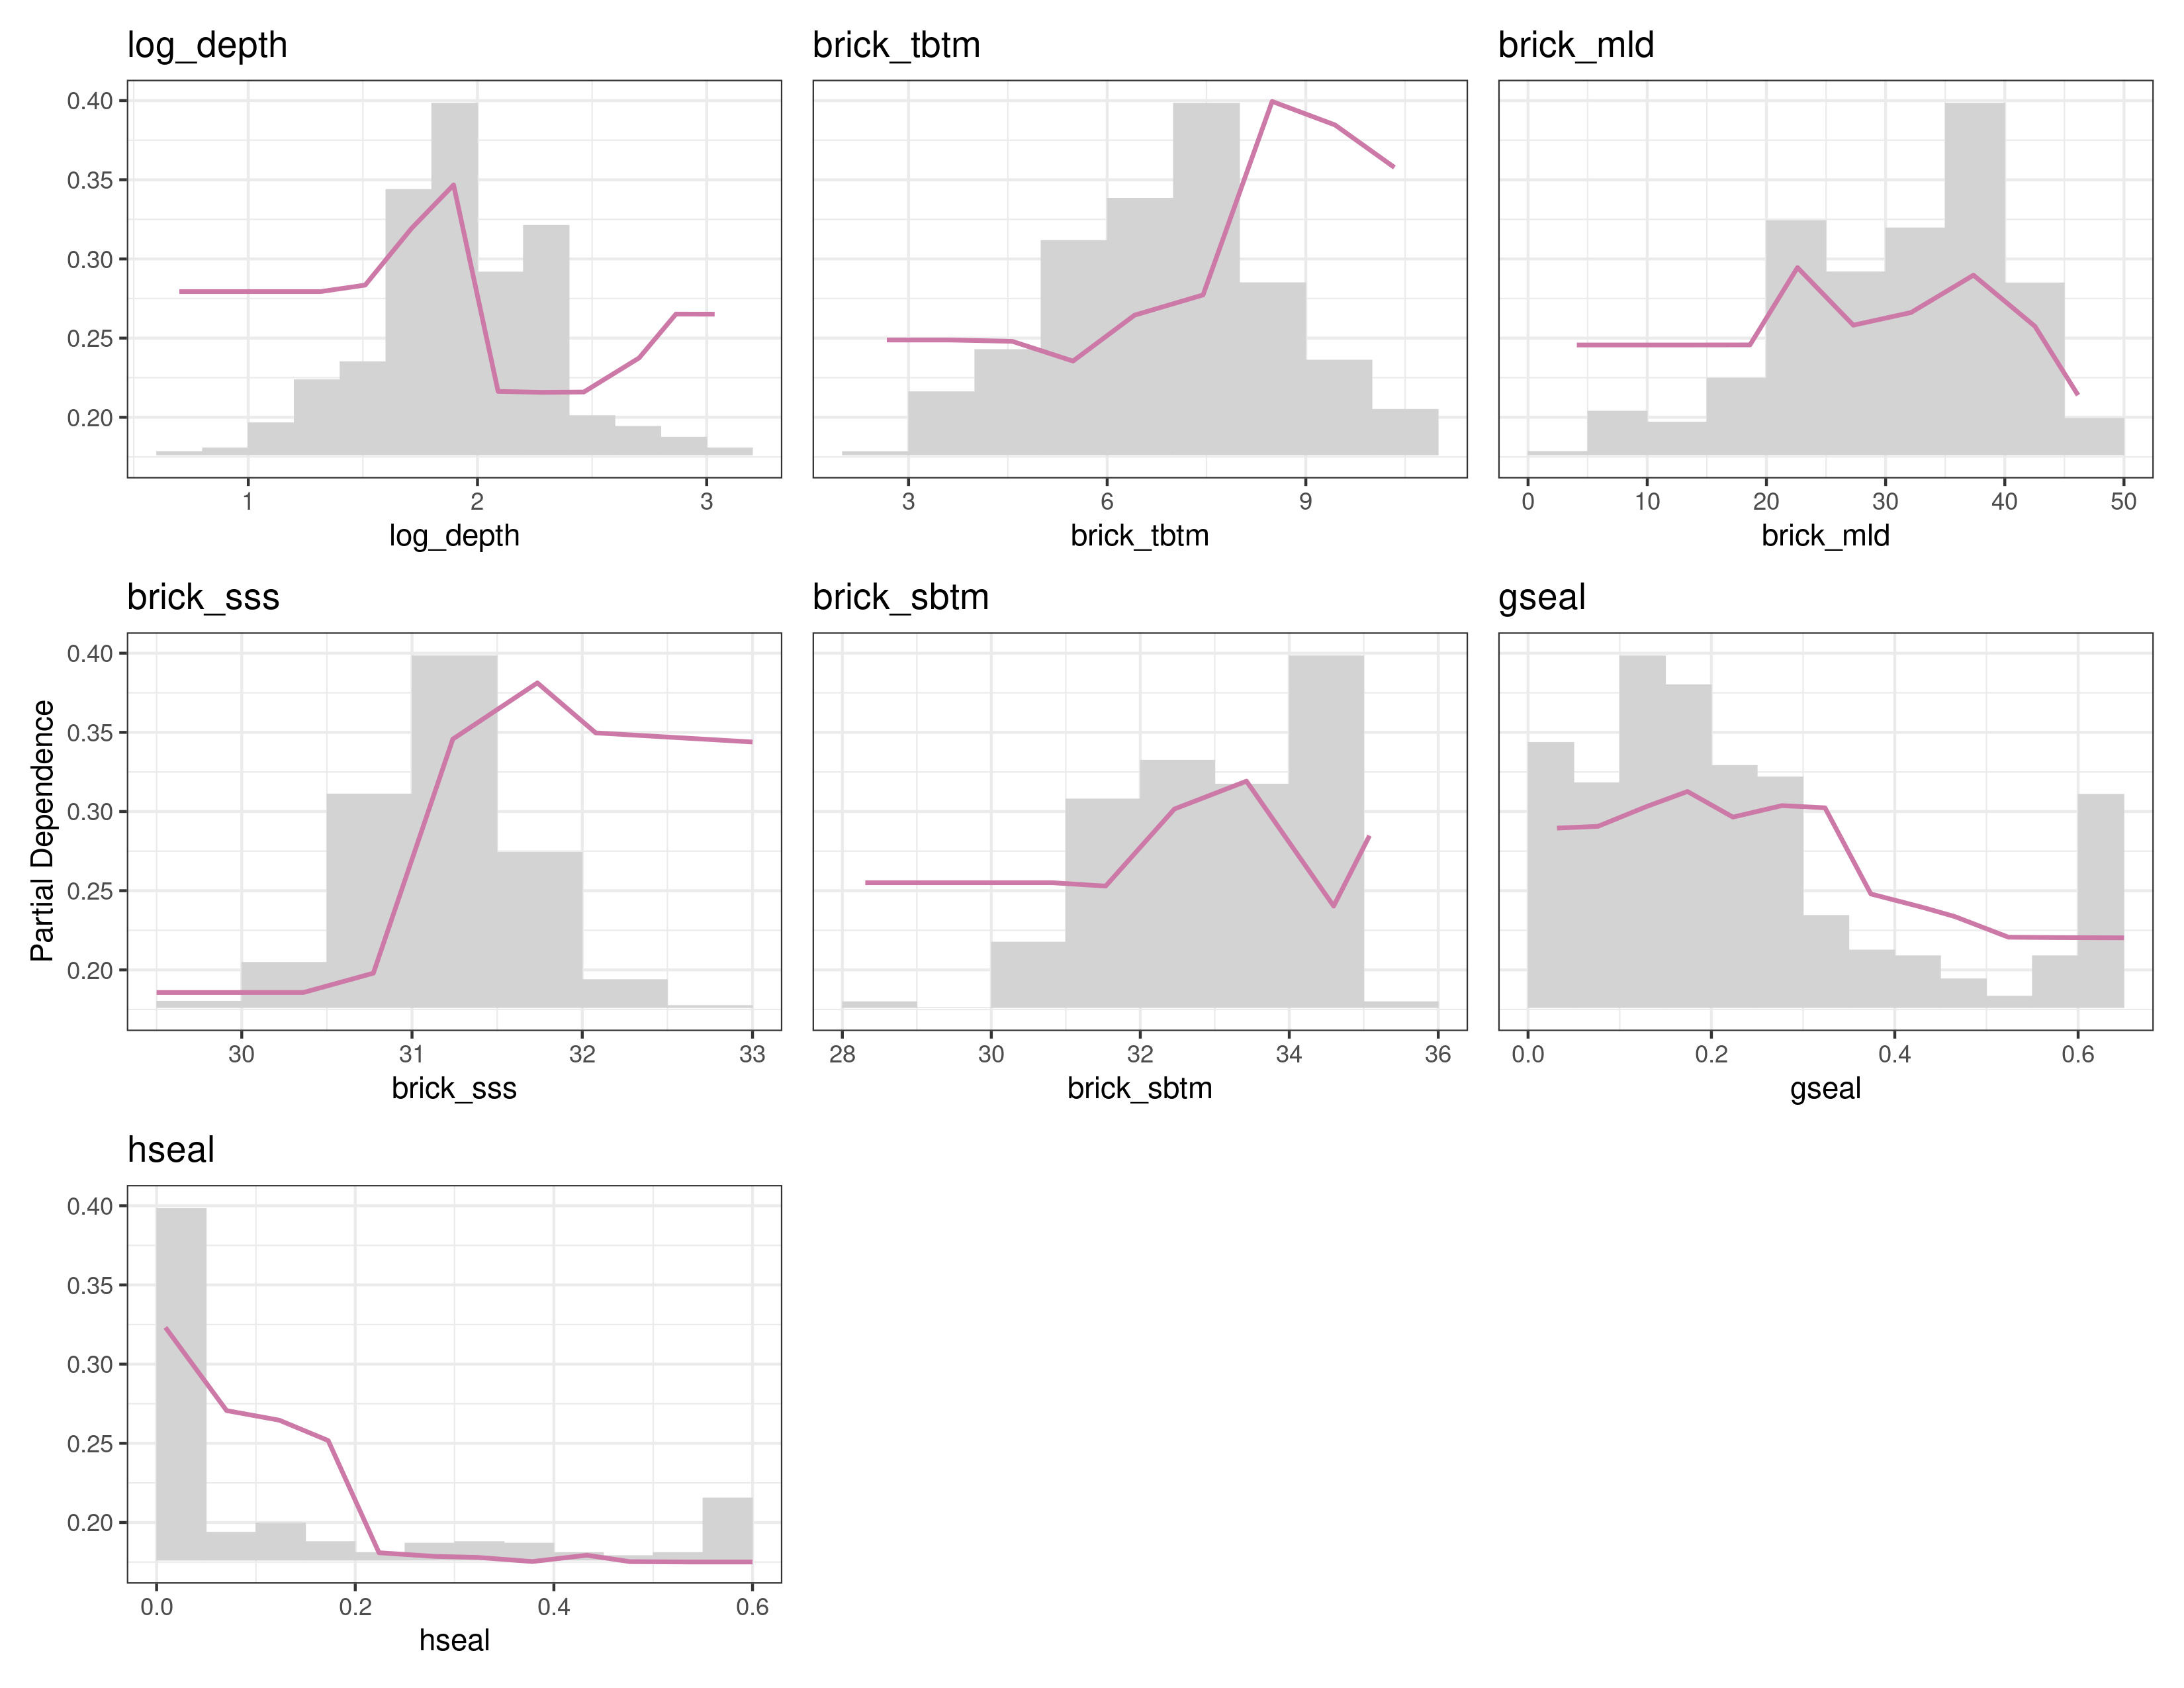 log_depth
brick_tbtm
brick_mld
0.40
0.35
0.30
0.25
0.20
1 2 3
3 6 9
0 10 20 30 40 50
log_depth
brick_tbtm
brick_mld
brick_sss
brick_sbtm
gseal
Partial Dependence
0.40
0.35
0.30
0.25
0.20
30 31 32 33
28 30 32 34 36
0.0 0.2 0.4 0.6
brick_sss
brick_sbtm
gseal
hseal
0.40
0.35
0.30
0.25
0.20
0.0 0.2 0.4 0.6
hseal